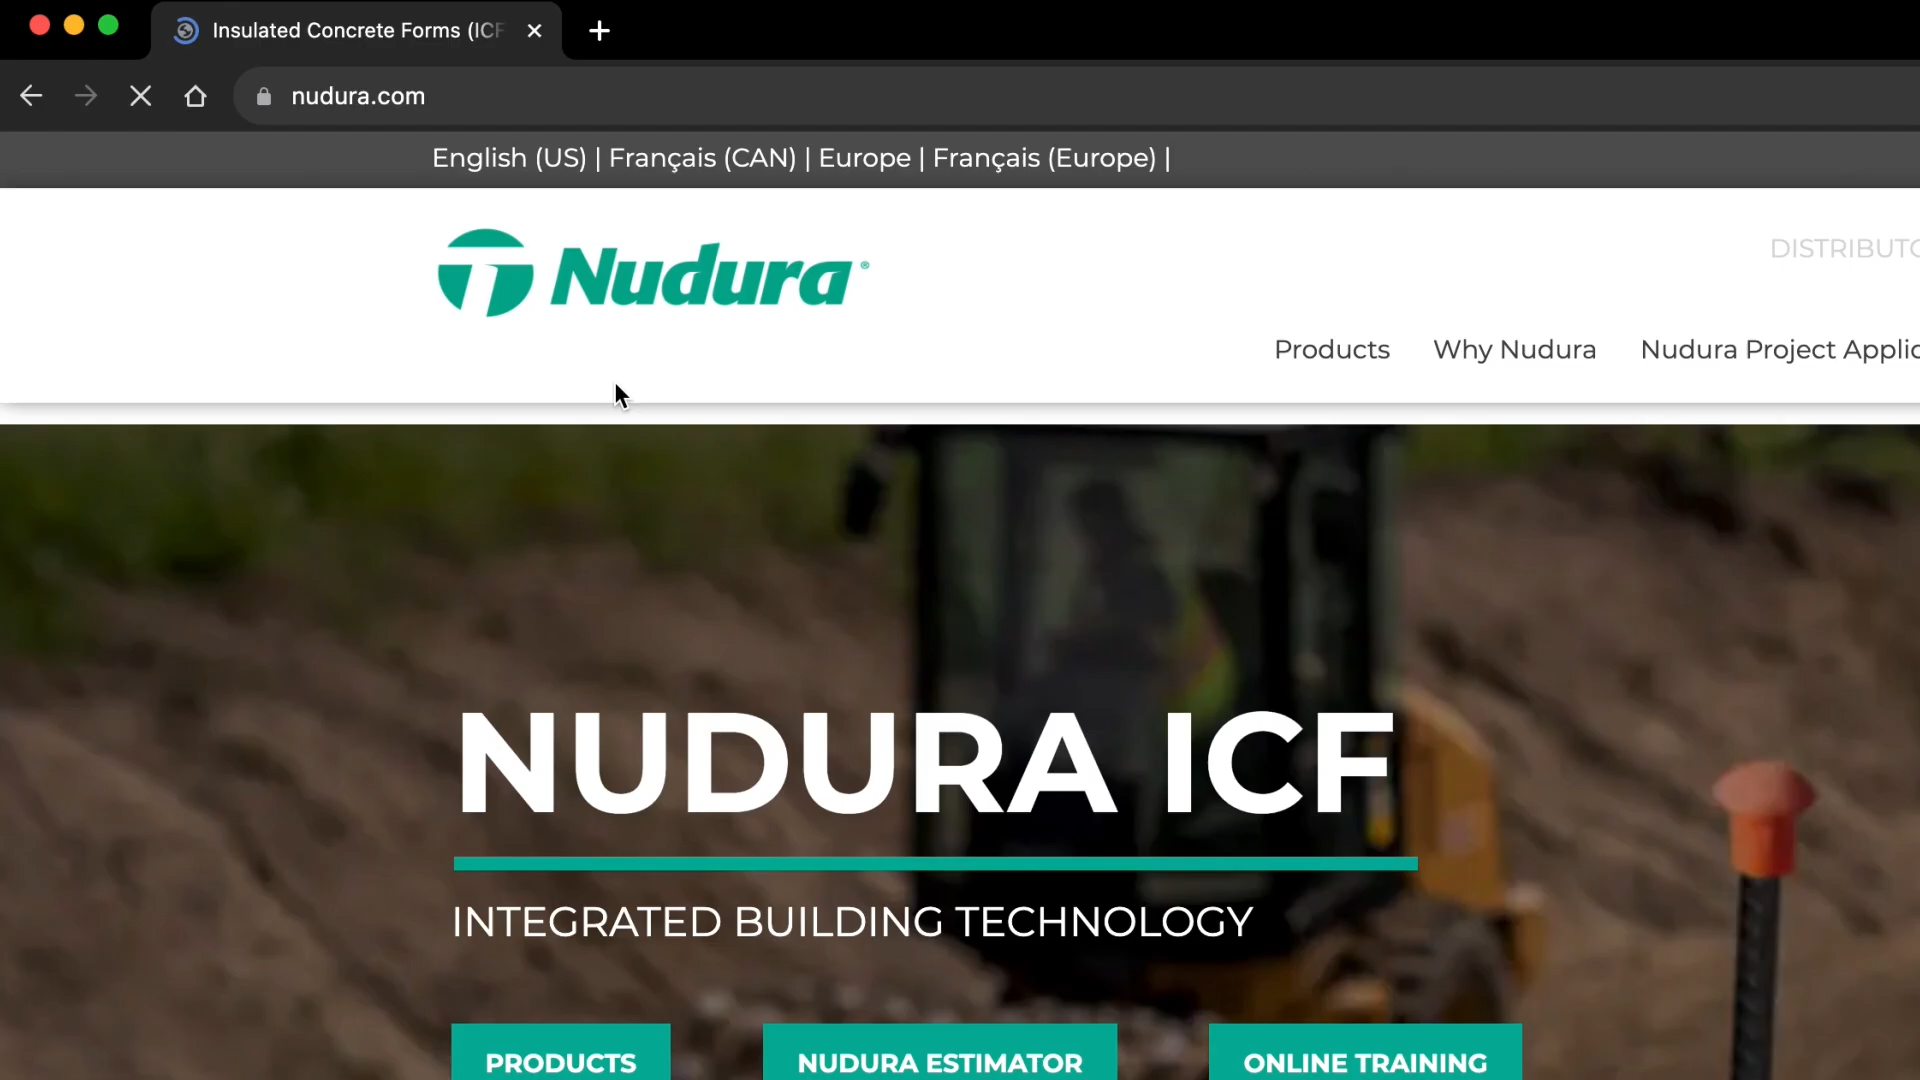 Insulated Concrete Forms (ICF
nudura.com
English (US) | Français (CAN) | Europe | Français (Europe) |
Nudura
DISTRIBUTO
Products Why Nudura Nudura Project Applic
NUDURA ICF
INTEGRATED BUILDING TECHNOLOGY
PRODUCTS NUDURA ESTIMATOR ONLINE TRAINING